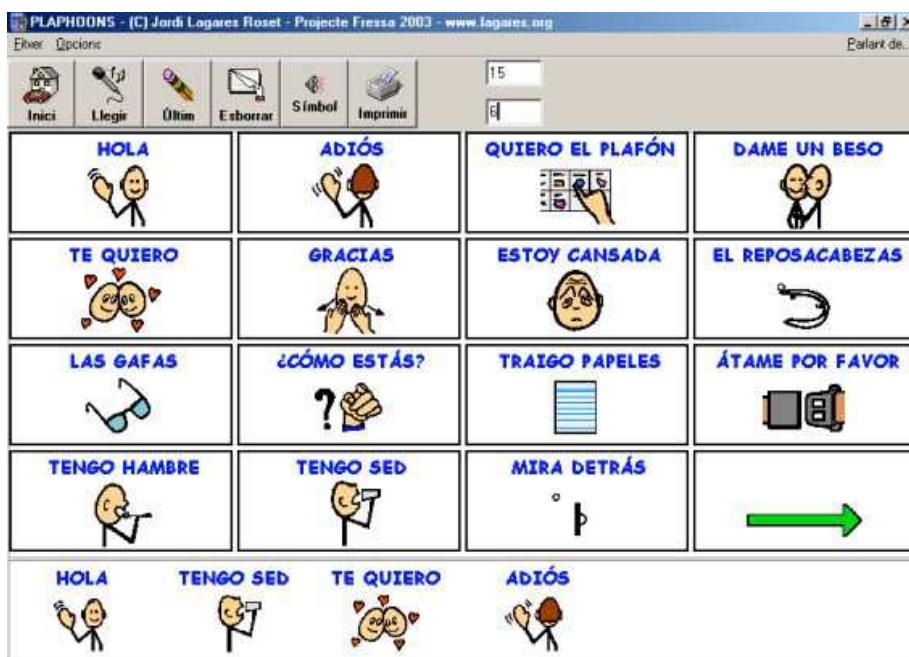 PLAPHOONS - (C) Jordi Lagares Roset - Projecte Fressa 2003 - www.lagares.org
Fitxer Opcions Parlant de..
15
6
Inici Llegir Últim Esborrar Símbol Imprimir
HOLA ADIÓS QUIERO EL PLAFÓN DAME UN BESO
TE QUIERO GRACIAS ESTOY CANSADA EL REPOSACABEZAS
LAS GAFAS ¿CÓMO ESTÁS? TRAIGO PAPELES ÁTAME POR FAVOR
TENGO HAMBRE TENGO SED MIRA DETRÁS
HOLA TENGO SED TE QUIERO ADIÓS